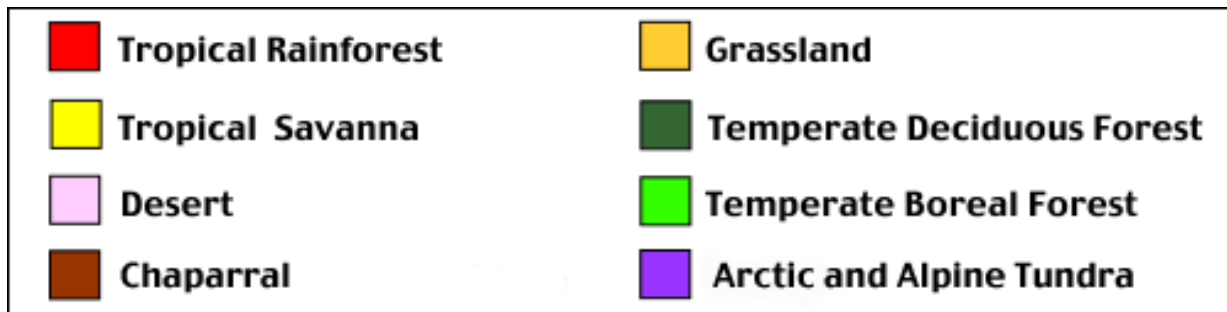 Tropical Rainforest
Tropical Savanna
Desert
Chaparral
Grassland
Temperate Deciduous Forest
Temperate Boreal Forest
Arctic and Alpine Tundra